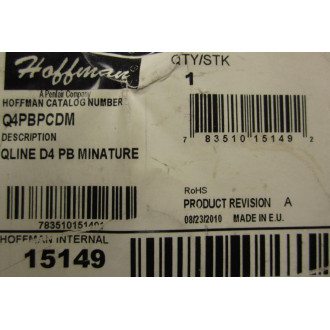 Hoffman
A Pentair Company
HOFFMAN CATALOG NUMBER
Q4PBPCDM
DESCRIPTION
QLINE D4 PB MINATURE
QTY/STK
1
7 83510 15149 2
RoHS
PRODUCT REVISION A
08/23/2010 MADE IN E.U.
HOFFMAN INTERNAL
15149